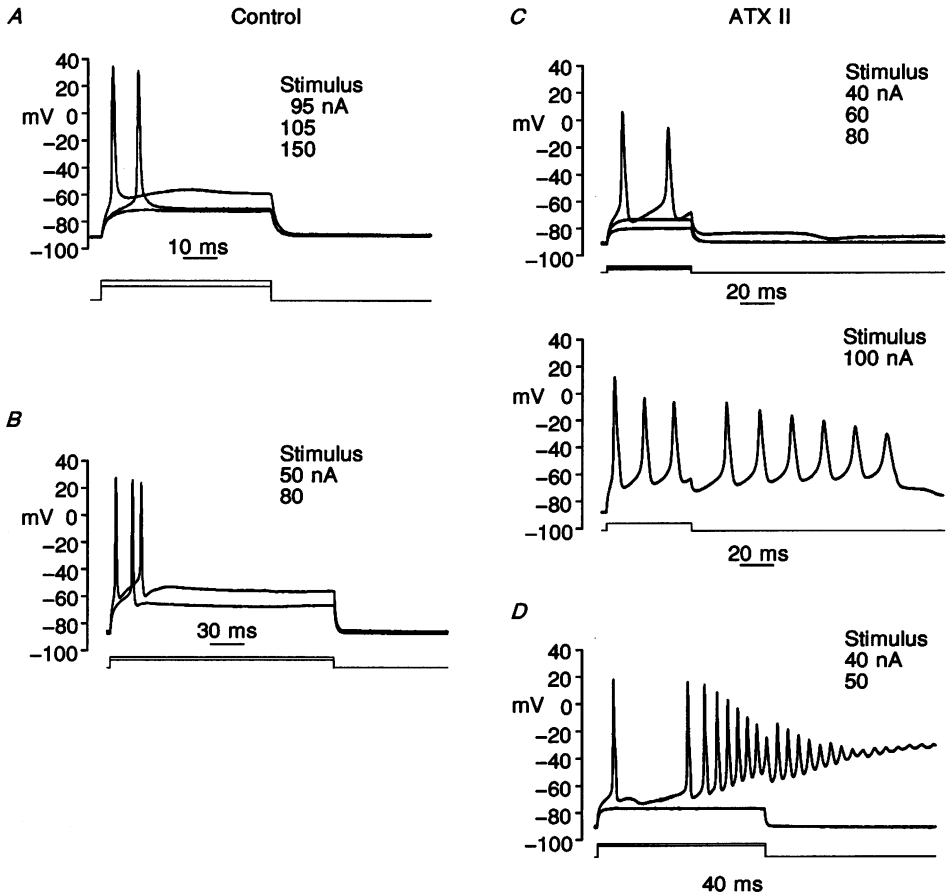 A
Control
40
20
mV 0
−20
−40
−60
−80
−100
Stimulus
95 nA
105
150
10 ms
B
40
20
mV 0
−20
−40
−60
−80
−100
Stimulus
50 nA
80
30 ms
C
ATX II
40
20
mV 0
−20
−40
−60
−80
−100
Stimulus
40 nA
60
80
20 ms
40
20
mV 0
−20
−40
−60
−80
−100
Stimulus
100 nA
20 ms
D
40
20
mV 0
−20
−40
−60
−80
−100
Stimulus
40 nA
50
40 ms